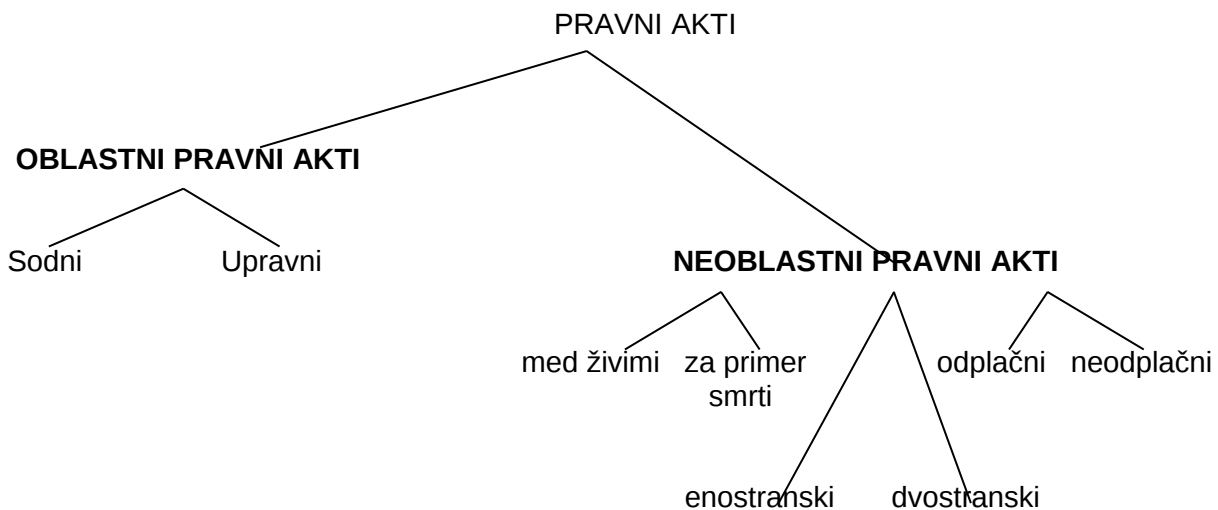 PRAVNI AKTI
OBLASTNI PRAVNI AKTI
Sodni
Upravni
NEOBLASTNI PRAVNI AKTI
med živimi
za primer
smrti
odplačni
neodplačni
enostranski
dvostranski